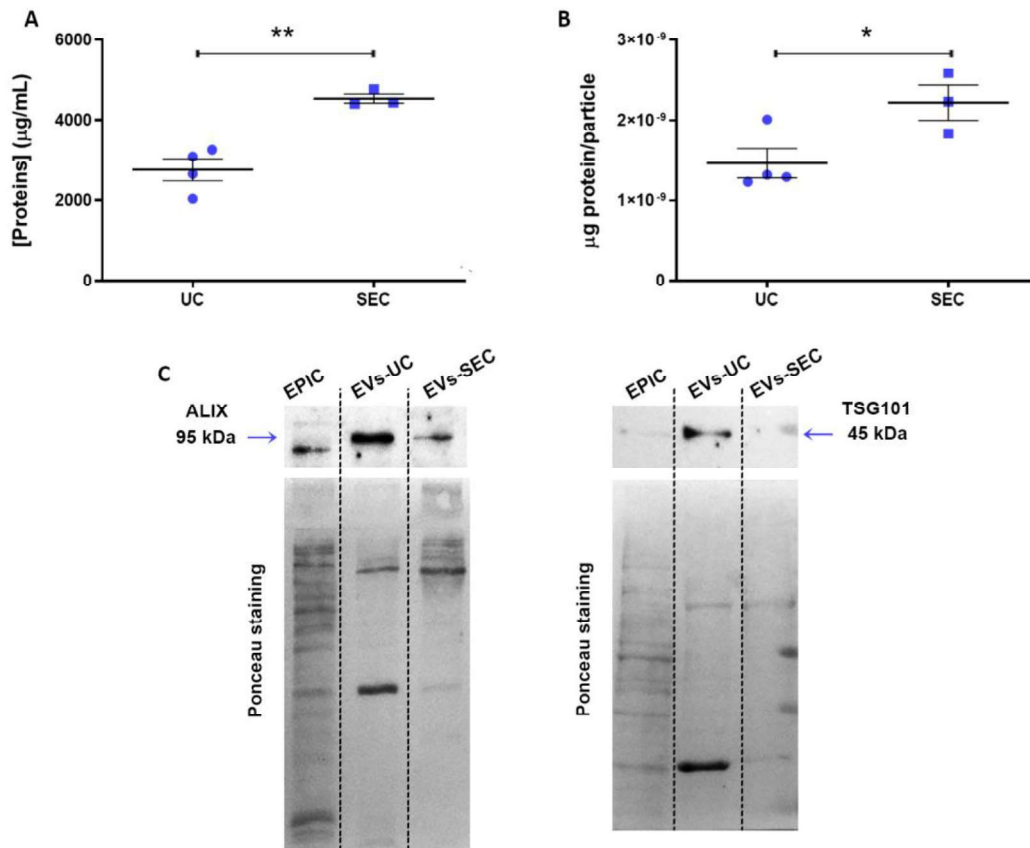 A
[Proteins] (µg/mL)
6000
4000
2000
0
**
UC
SEC
B
µg protein/particle
3×10⁻⁹
2×10⁻⁹
1×10⁻⁹
0
*
UC
SEC
C
EPIC
EVs-UC
EVs-SEC
ALIX
95 kDa
Ponceau staining
EPIC
EVs-UC
EVs-SEC
TSG101
45 kDa
Ponceau staining